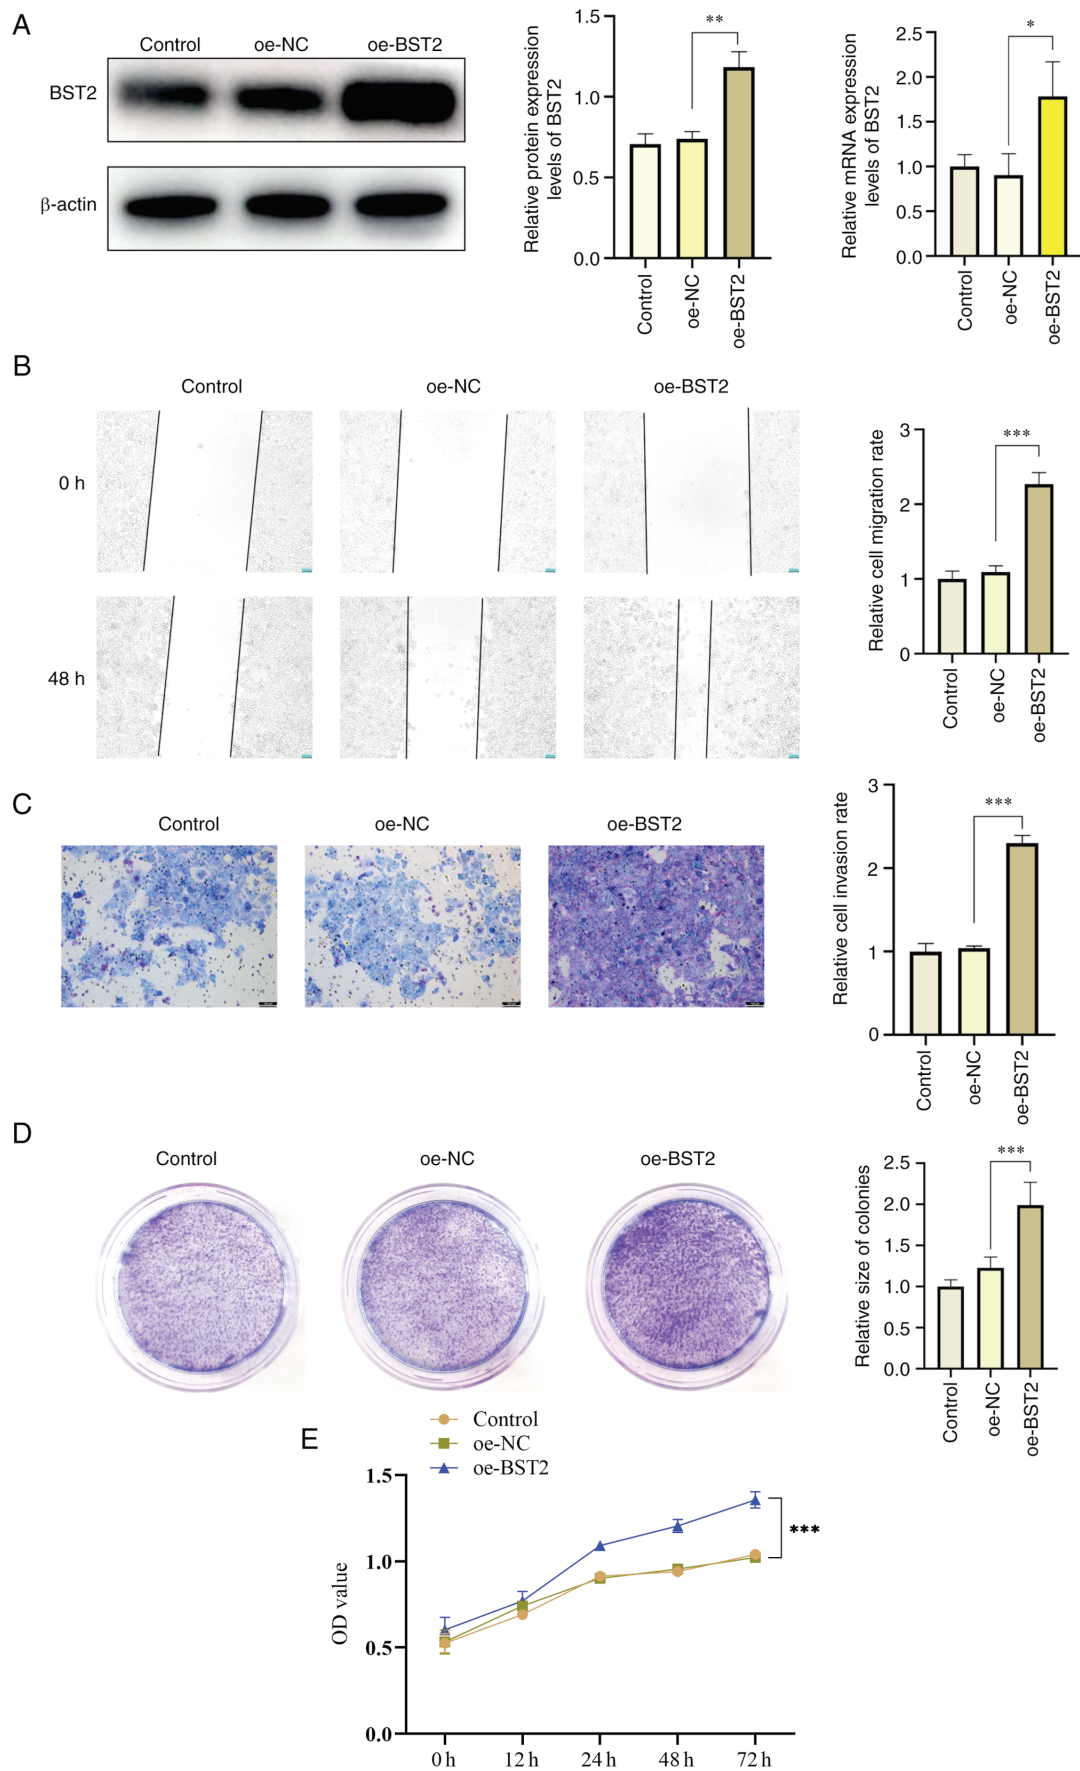 A
Control
oe-NC
oe-BST2
BST2
β-actin
Relative protein expression
levels of BST2
1.5
1.0
0.5
0.0
**
Control
oe-NC
oe-BST2
Relative mRNA expression
levels of BST2
2.5
2.0
1.5
1.0
0.5
0.0
*
Control
oe-NC
oe-BST2
B
Control
oe-NC
oe-BST2
0 h
48 h
Relative cell migration rate
3
2
1
0
***
Control
oe-NC
oe-BST2
C
Control
oe-NC
oe-BST2
Relative cell invasion rate
3
2
1
0
***
Control
oe-NC
oe-BST2
D
Control
oe-NC
oe-BST2
Relative size of colonies
2.5
2.0
1.5
1.0
0.5
0.0
***
Control
oe-NC
oe-BST2
E
Control
oe-NC
oe-BST2
OD value
1.5
1.0
0.5
0.0
***
0 h
12 h
24 h
48 h
72 h